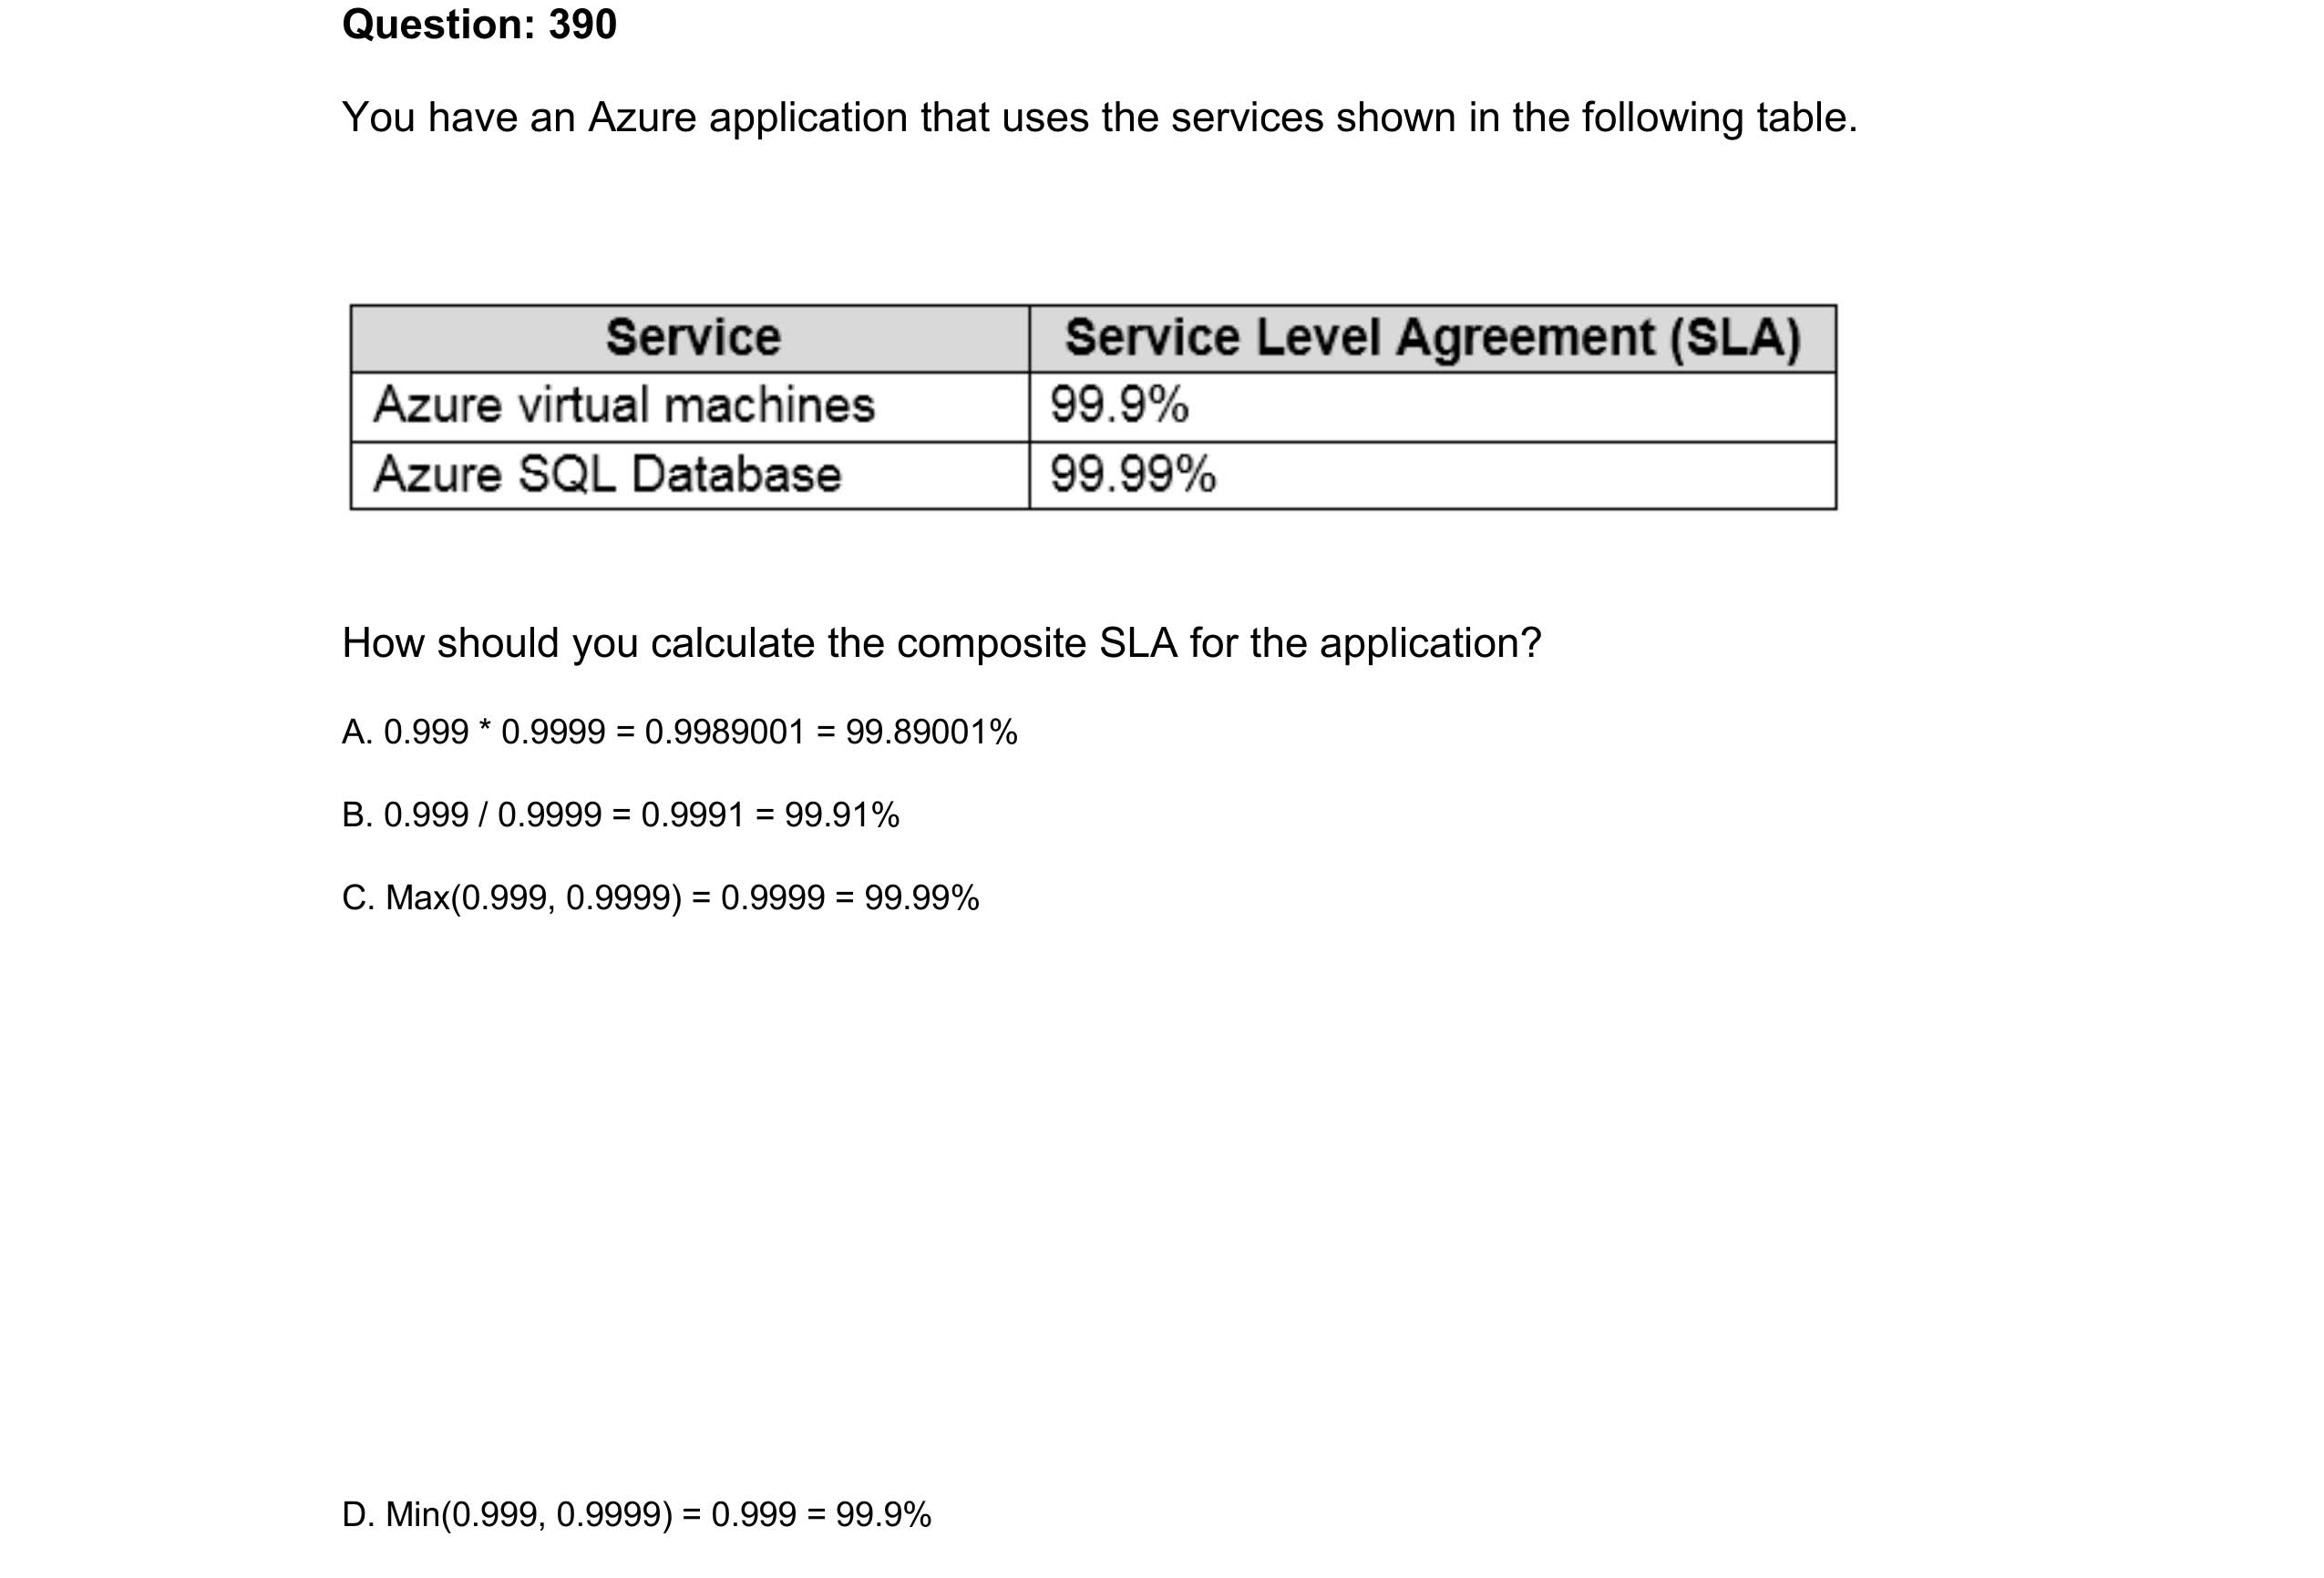 Question: 390
You have an Azure application that uses the services shown in the following table.
Service Service Level Agreement (SLA)
Azure virtual machines 99.9%
Azure SQL Database 99.99%
How should you calculate the composite SLA for the application?
A. 0.999 * 0.9999 = 0.9989001 = 99.89001%
B. 0.999 / 0.9999 = 0.9991 = 99.91%
C. Max(0.999, 0.9999) = 0.9999 = 99.99%
D. Min(0.999, 0.9999) = 0.999 = 99.9%